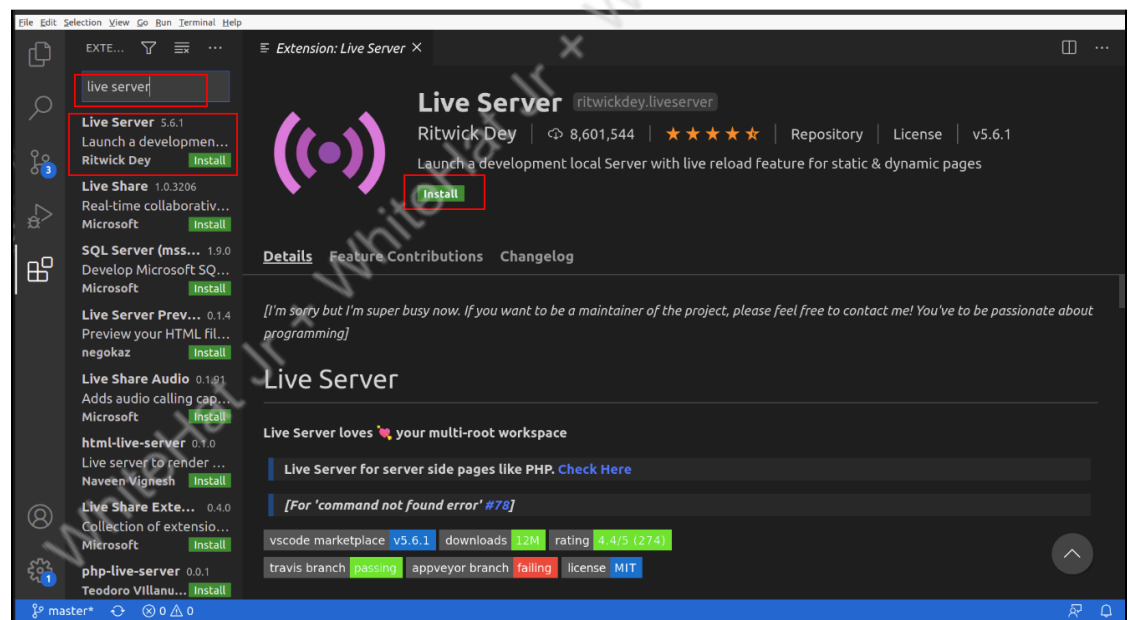 File Edit Selection View Go Run Terminal Help
EXTE...
Extension: Live Server
live server
Live Server 5.6.1
Launch a developmen...
Ritwick Dey Install
Live Share 1.0.3206
Real-time collaborativ...
Microsoft Install
SQL Server (mss... 1.9.0
Develop Microsoft SQ...
Microsoft Install
Live Server Prev... 0.1.4
Preview your HTML fil...
negokaz Install
Live Share Audio 0.1.91
Adds audio calling cap...
Microsoft Install
html-live-server 0.1.0
Live server to render ...
Naveen Vignesh Install
Live Share Exte... 0.4.0
Collection of extensio...
Microsoft Install
php-live-server 0.0.1
Teodoro VIllanu... Install
3
1
Live Server ritwickdey.liveserver
Ritwick Dey 8,601,544 Repository License v5.6.1
Launch a development local Server with live reload feature for static & dynamic pages
Install
Details Feature Contributions Changelog
[I'm sorry but I'm super busy now. If you want to be a maintainer of the project, please feel free to contact me! You've to be passionate about
programming]
Live Server
Live Server loves 💘 your multi-root workspace
Live Server for server side pages like PHP. Check Here
[For 'command not found error' #78]
vscode marketplace v5.6.1 downloads 12M rating 4.4/5 (274)
travis branch passing appveyor branch failing license MIT
master* 0 0
WhiteHat Jr + WhiteHat Jr +